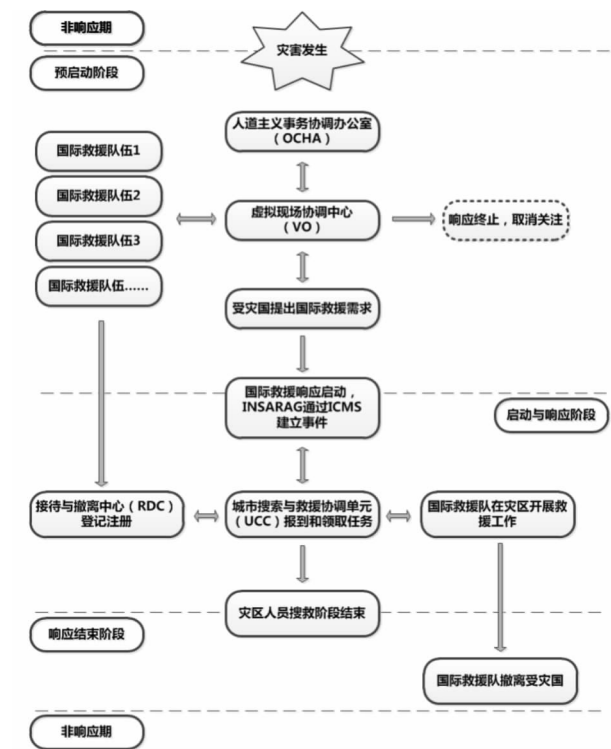 非响应期
灾害发生
预启动阶段
人道主义事务协调办公室
（OCHA）
国际救援队伍1
国际救援队伍2
国际救援队伍3
国际救援队伍……
虚拟现场协调中心
（VO）
响应终止，取消关注
受灾国提出国际救援需求
国际救援响应启动，
INSARAG通过ICMS
建立事件
启动与响应阶段
接待与撤离中心（RDC）
登记注册
城市搜索与救援协调单元
（UCC）报到和领取任务
国际救援队在灾区开展救
援工作
灾区人员搜救阶段结束
响应结束阶段
国际救援队撤离受灾国
非响应期